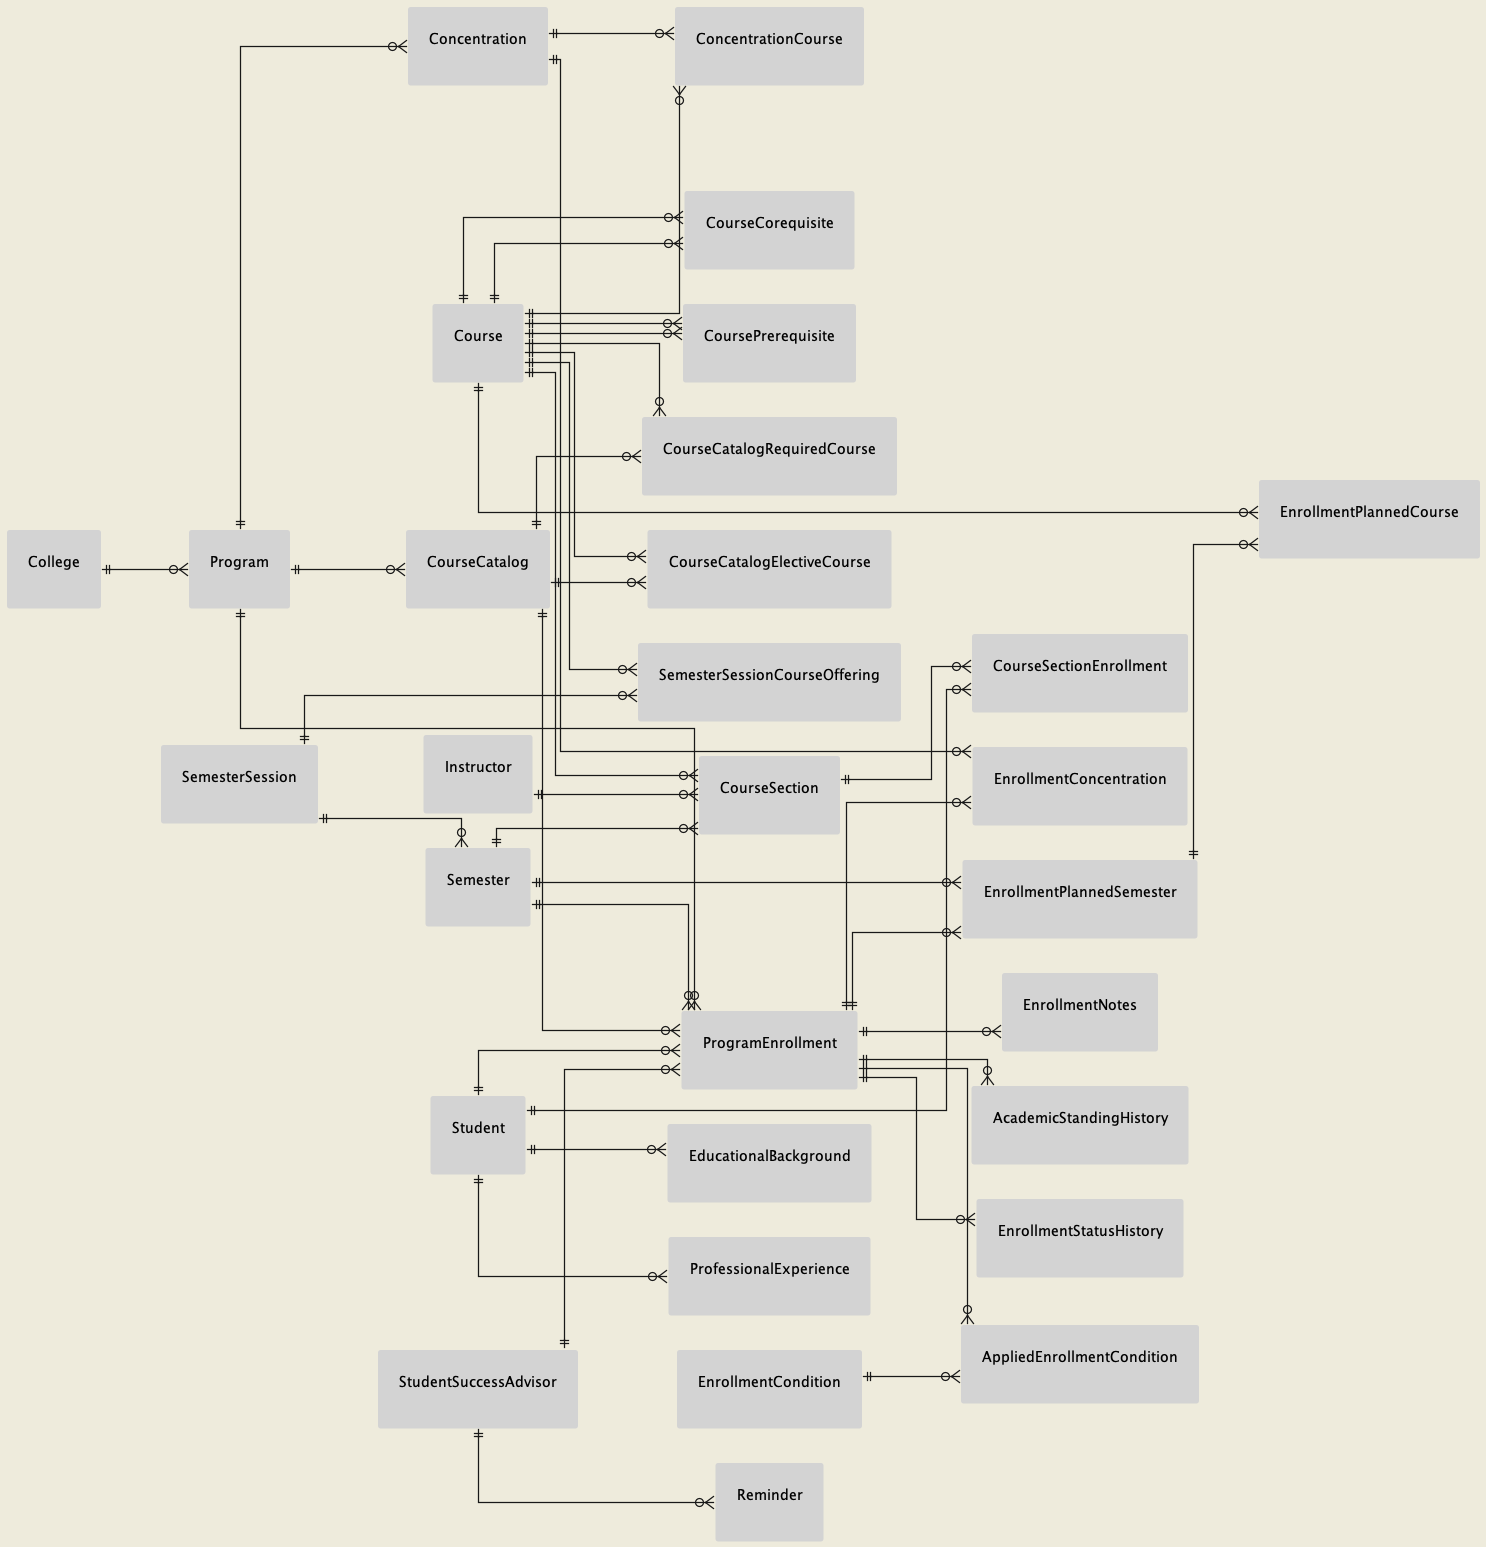 Concentration
ConcentrationCourse
CourseCorequisite
Course
CoursePrerequisite
CourseCatalogRequiredCourse
EnrollmentPlannedCourse
College
Program
CourseCatalog
CourseCatalogElectiveCourse
CourseSectionEnrollment
SemesterSessionCourseOffering
SemesterSession
Instructor
CourseSection
EnrollmentConcentration
Semester
EnrollmentPlannedSemester
EnrollmentNotes
ProgramEnrollment
AcademicStandingHistory
Student
EducationalBackground
EnrollmentStatusHistory
ProfessionalExperience
AppliedEnrollmentCondition
StudentSuccessAdvisor
EnrollmentCondition
Reminder